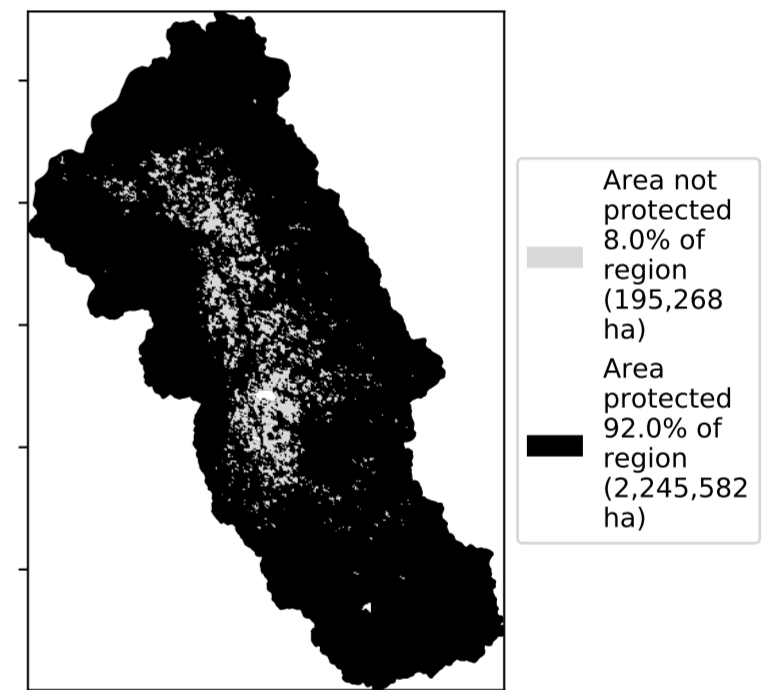 Area not
protected
8.0% of
region
(195,268
ha)
Area
protected
92.0% of
region
(2,245,582
ha)